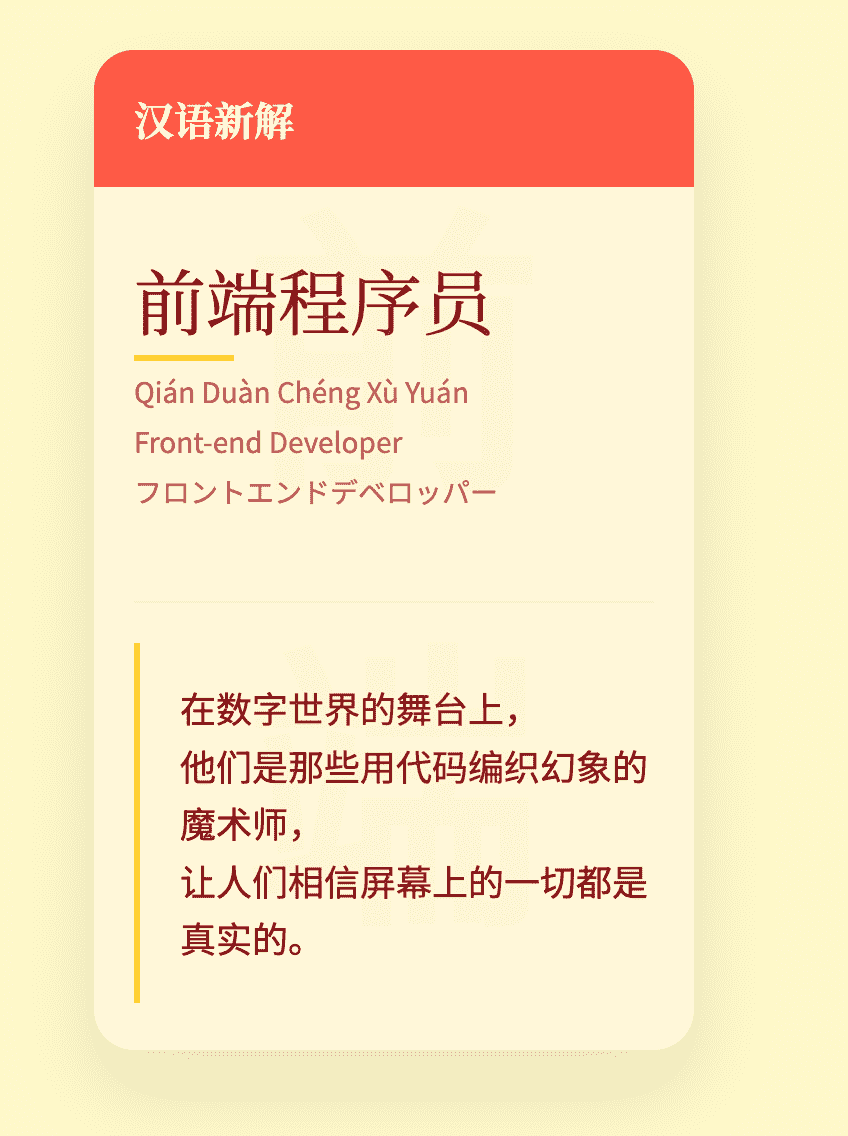 汉语新解
前端程序员
Qián Duàn Chéng Xù Yuán
Front-end Developer
フロントエンドデベロッパー
在数字世界的舞台上，
他们是那些用代码编织幻象的
魔术师，
让人们相信屏幕上的一切都是
真实的。